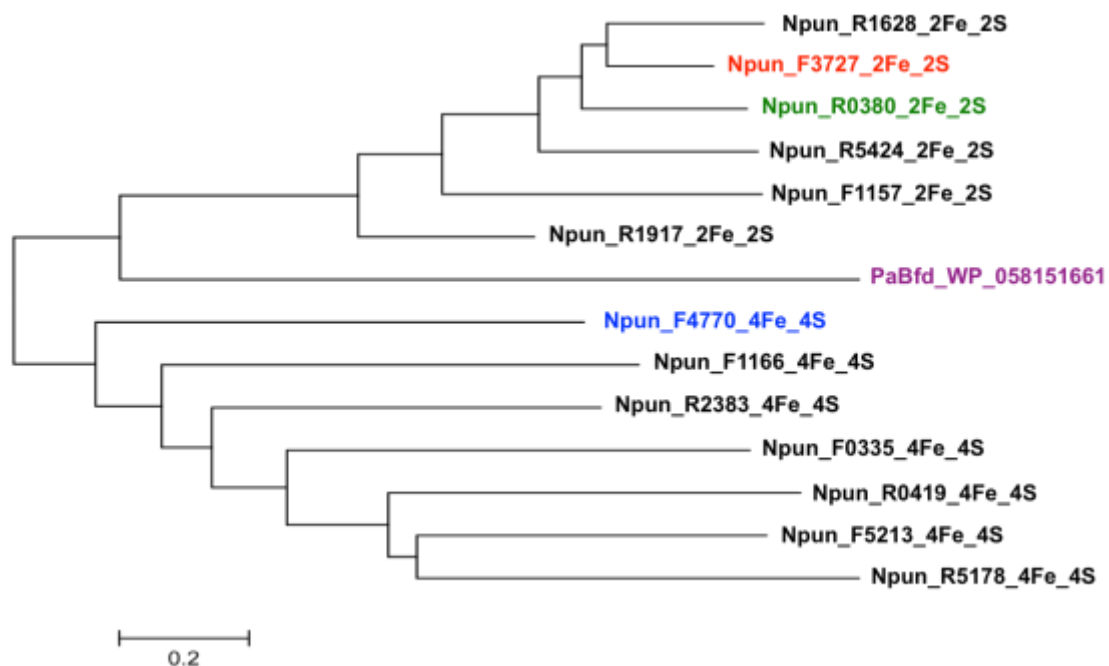 Npun_R1628_2Fe_2S
Npun_F3727_2Fe_2S
Npun_R0380_2Fe_2S
Npun_R5424_2Fe_2S
Npun_F1157_2Fe_2S
Npun_R1917_2Fe_2S
PaBfd_WP_058151661
Npun_F4770_4Fe_4S
Npun_F1166_4Fe_4S
Npun_R2383_4Fe_4S
Npun_F0335_4Fe_4S
Npun_R0419_4Fe_4S
Npun_F5213_4Fe_4S
Npun_R5178_4Fe_4S
0.2